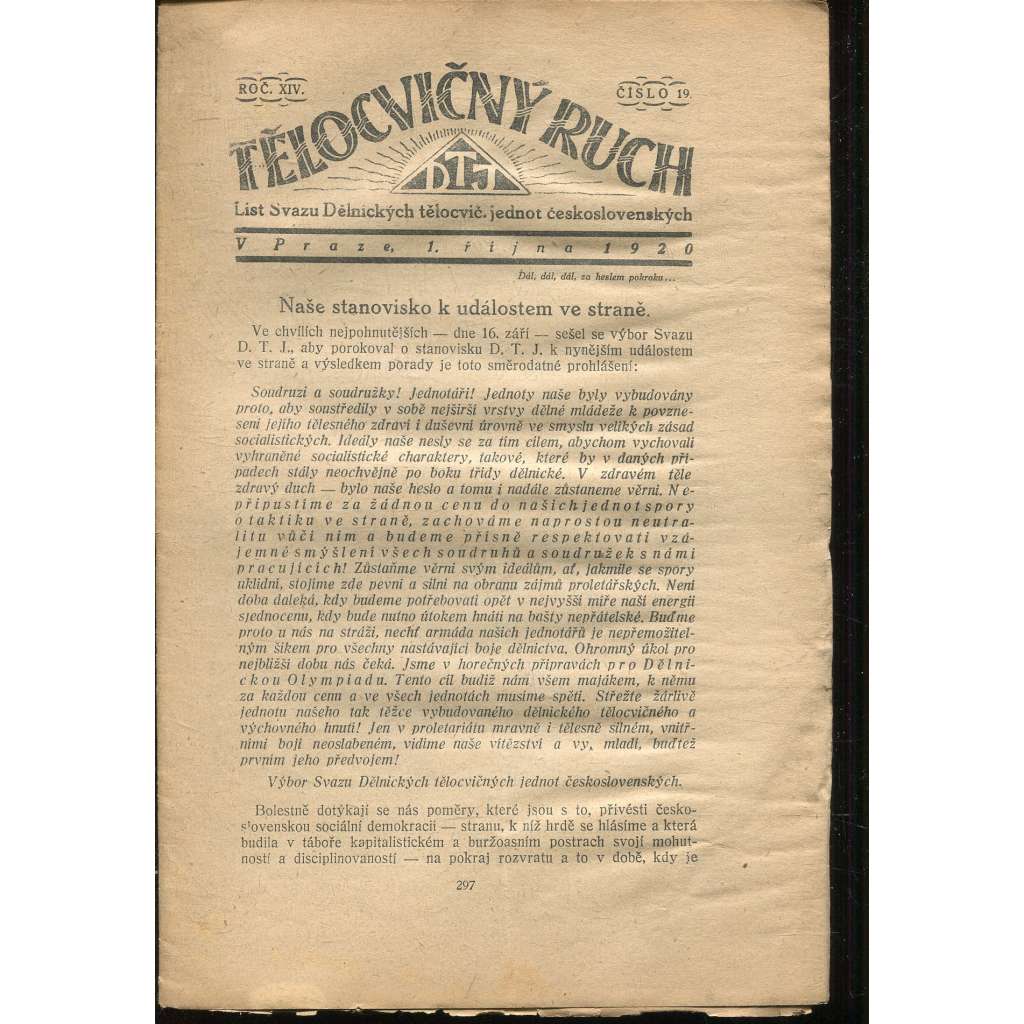 ROČ. XIV.
ČÍSLO 19.
TĚLOCVIČNÝ RUCH
DTJ
List Svazu Dělnických tělocvič. jednot československých
V Praze, 1. října 1920
Dál, dál, dál, za heslem pokroku...
Naše stanovisko k událostem ve straně.
Ve chvílích nejpohnutějších — dne 16. září — sešel se výbor Svazu
D. T. J., aby porokoval o stanovisku D. T. J. k nynějším událostem
ve straně a výsledkem porady je toto směrodatné prohlášení:
Soudruzi a soudružky! Jednotáři! Jednoty naše byly vybudovány
proto, aby soustředily v sobě nejširší vrstvy dělné mládeže k povzne-
sení jejího tělesného zdraví i duševní úrovně ve smyslu velikých zásad
socialistických. Ideály naše nesly se za tím cílem, abychom vychovali
vyhraněné socialistické charaktery, takové, které by v daných pří-
padech stály neochvějně po boku třídy dělnické. V zdravém těle
zdravý duch — bylo naše heslo a tomu i nadále zůstaneme věrni. Ne-
připustíme za žádnou cenu do našich jednot spory
o taktiku ve straně, zachováme naprostou neutra-
litu vůči nim a budeme přísně respektovati vzá-
jemné smýšlení všech soudruhů a soudružek s námi
pracujících! Zůstaňme věrni svým ideálům, ať, jakmile se spory
uklidní, stojíme zde pevní a silní na obranu zájmů proletářských. Není
doba daleká, kdy budeme potřebovati opět v nejvyšší míře naši energii
sjednocenu, kdy bude nutno útokem hnáti na bašty nepřátelské. Buďme
proto u nás na stráži, nechť armáda našich jednotářů je nepřemožitel-
ným šikem pro všechny nastávající boje dělnictva. Ohromný úkol pro
nejbližší dobu nás čeká. Jsme v horečných přípravách pro Dělni-
ckou Olympiadu. Tento cíl budiž nám všem majákem, k němu
za každou cenu a ve všech jednotách musíme spěti. Střežte žárlivě
jednotu našeho tak těžce vybudovaného dělnického tělocvičného a
výchovného hnutí! Jen v proletariátu mravně i tělesně silném, vnitř-
ními boji neoslabeném, vidíme naše vítězství a vy, mladí, buďtež
prvním jeho předvojem!
Výbor Svazu Dělnických tělocvičných jednot československých.
Bolestně dotýkají se nás poměry, které jsou s to, přivésti česko-
slovenskou sociální demokracii — stranu, k níž hrdě se hlásíme a která
budila v táboře kapitalistickém a buržoasním postrach svojí mohut-
ností a disciplinovaností — na pokraj rozvratu a to v době, kdy je
297